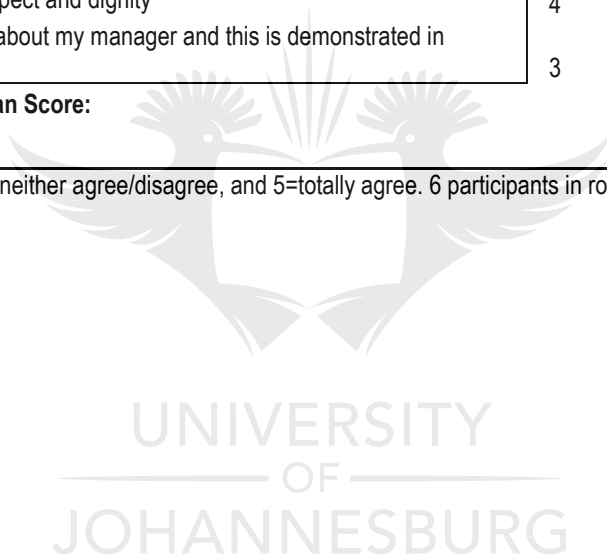 pect and dignity
4
about my manager and this is demonstrated in
3
an Score:
neither agree/disagree, and 5=totally agree. 6 participants in ro
UNIVERSITY
OF
JOHANNESBURG